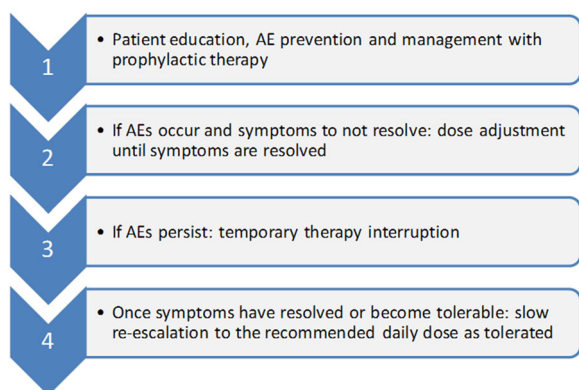 1
• Patient education, AE prevention and management with
prophylactic therapy
2
• If AEs occur and symptoms to not resolve: dose adjustment
until symptoms are resolved
3
• If AEs persist: temporary therapy interruption
4
• Once symptoms have resolved or become tolerable: slow
re-escalation to the recommended daily dose as tolerated